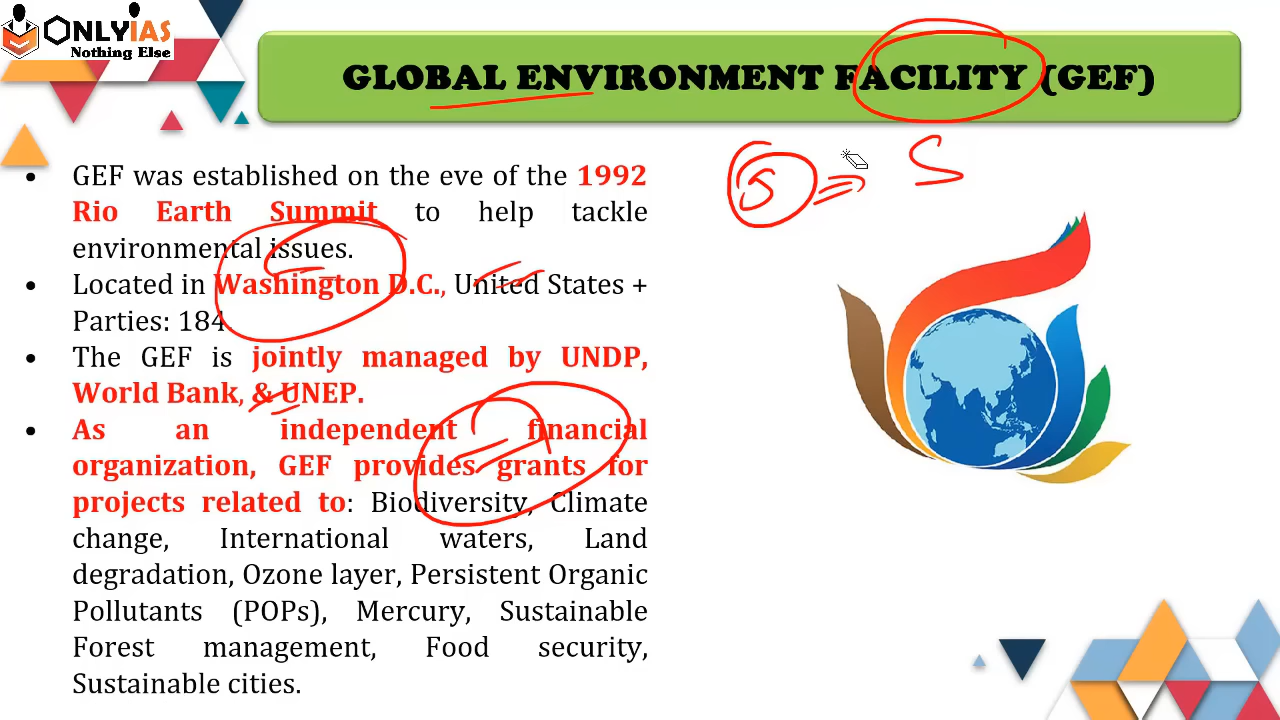 ONLYIAS
Nothing Else
GLOBAL ENVIRONMENT FACILITY (GEF)
• GEF was established on the eve of the 1992
Rio Earth Summit to help tackle
environmental issues.
• Located in Washington D.C., United States +
Parties: 184.
• The GEF is jointly managed by UNDP,
World Bank, & UNEP.
• As an independent financial
organization, GEF provides grants for
projects related to: Biodiversity, Climate
change, International waters, Land
degradation, Ozone layer, Persistent Organic
Pollutants (POPs), Mercury, Sustainable
Forest management, Food security,
Sustainable cities.